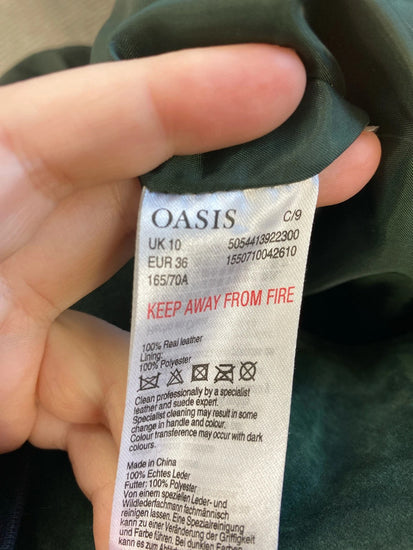 OASIS C/9
UK 10 5054413922300
EUR 36 1550710042610
165/70A
KEEP AWAY FROM FIRE
100% Real leather
Lining:
100% Polyester
Clean professionally by a specialist
leather and suede expert.
Specialist cleaning may result in some
change in handle and colour.
Colour transference may occur with dark
colours.
Made in China
100% Echtes Leder
Futter: 100% Polyester
Von einem speziellen Leder- und
Wildlederfachmann fachmännisch
reinigen lassen. Eine Spezialreinigung
kann zu einer Veränderung der Griffigkeit
und Farbe führen. Bei dunklen Farben